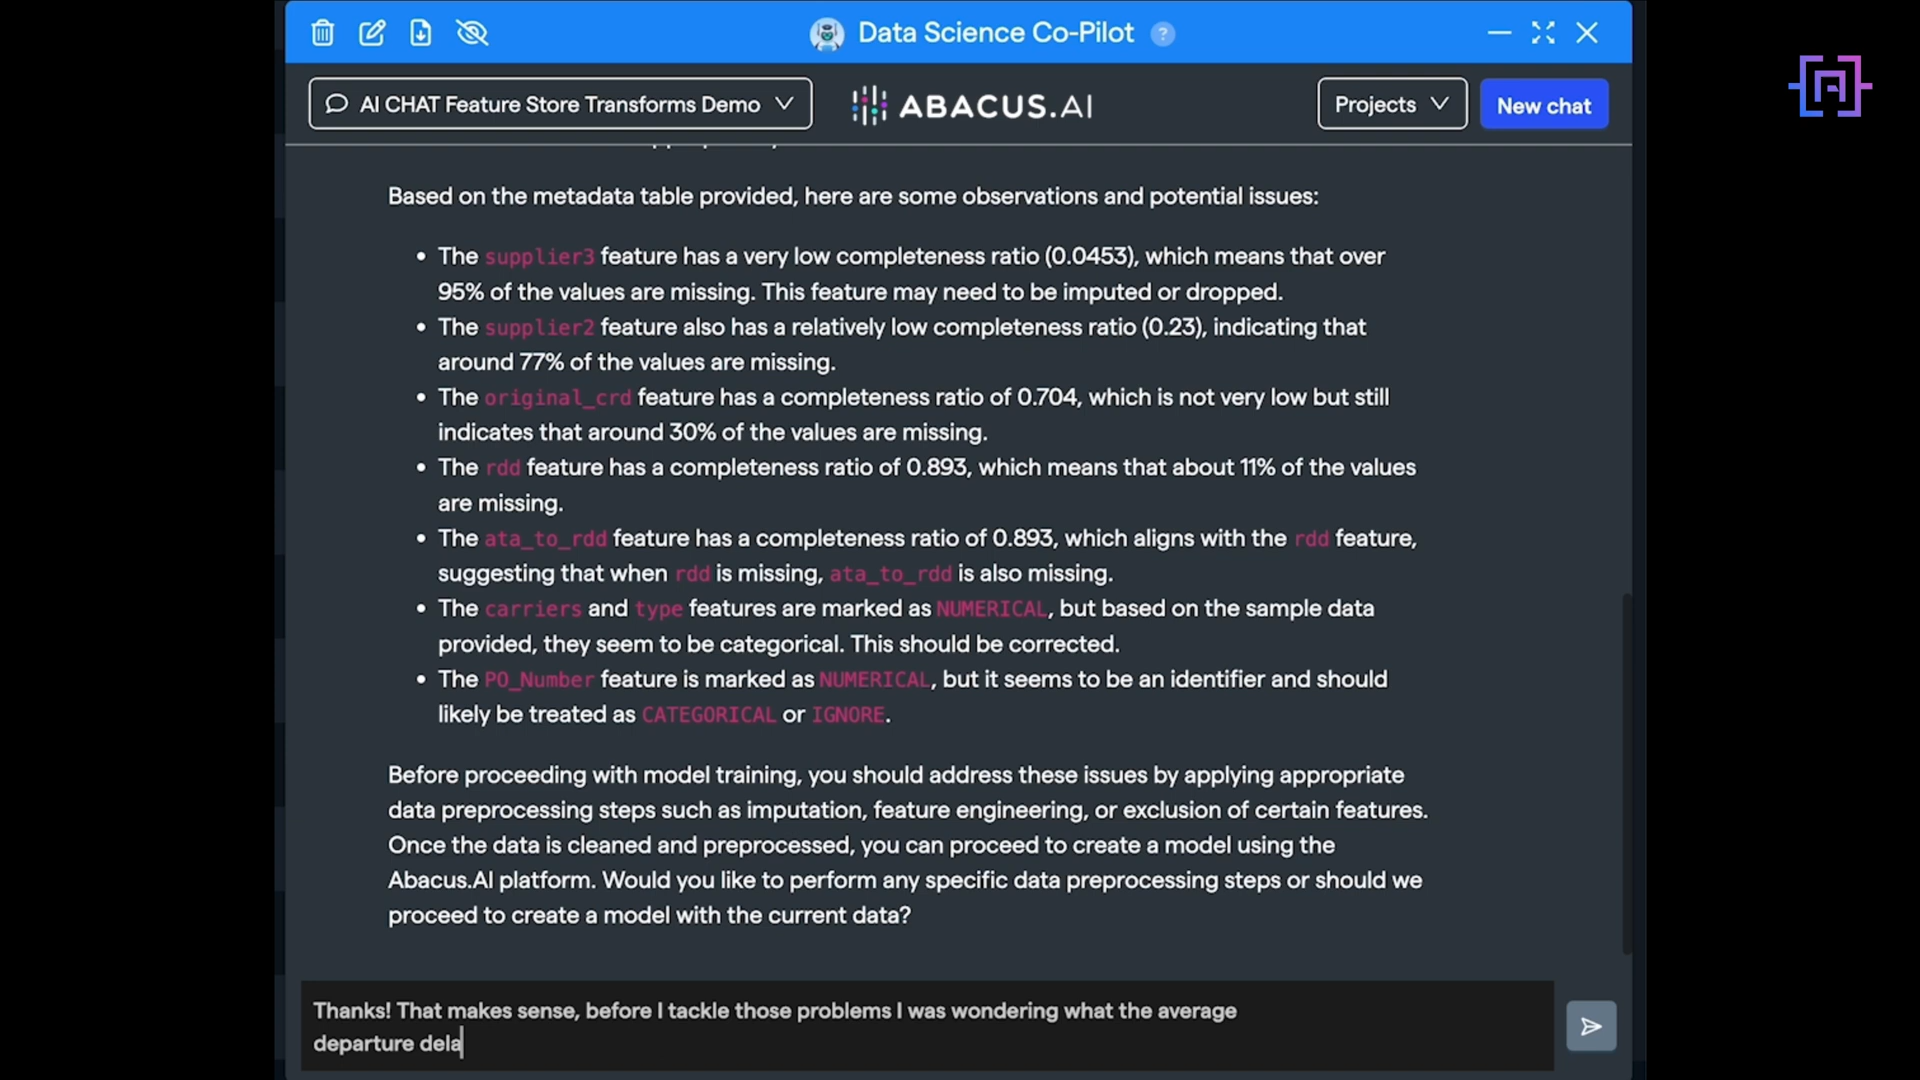 Data Science Co-Pilot ?
AI CHAT Feature Store Transforms Demo
ABACUS.AI
Projects
New chat
Based on the metadata table provided, here are some observations and potential issues:
• The supplier3 feature has a very low completeness ratio (0.0453), which means that over
95% of the values are missing. This feature may need to be imputed or dropped.
• The supplier2 feature also has a relatively low completeness ratio (0.23), indicating that
around 77% of the values are missing.
• The original_crd feature has a completeness ratio of 0.704, which is not very low but still
indicates that around 30% of the values are missing.
• The rdd feature has a completeness ratio of 0.893, which means that about 11% of the values
are missing.
• The ata_to_rdd feature has a completeness ratio of 0.893, which aligns with the rdd feature,
suggesting that when rdd is missing, ata_to_rdd is also missing.
• The carriers and type features are marked as NUMERICAL, but based on the sample data
provided, they seem to be categorical. This should be corrected.
• The PO_Number feature is marked as NUMERICAL, but it seems to be an identifier and should
likely be treated as CATEGORICAL or IGNORE.
Before proceeding with model training, you should address these issues by applying appropriate
data preprocessing steps such as imputation, feature engineering, or exclusion of certain features.
Once the data is cleaned and preprocessed, you can proceed to create a model using the
Abacus.AI platform. Would you like to perform any specific data preprocessing steps or should we
proceed to create a model with the current data?
Thanks! That makes sense, before I tackle those problems I was wondering what the average
departure dela